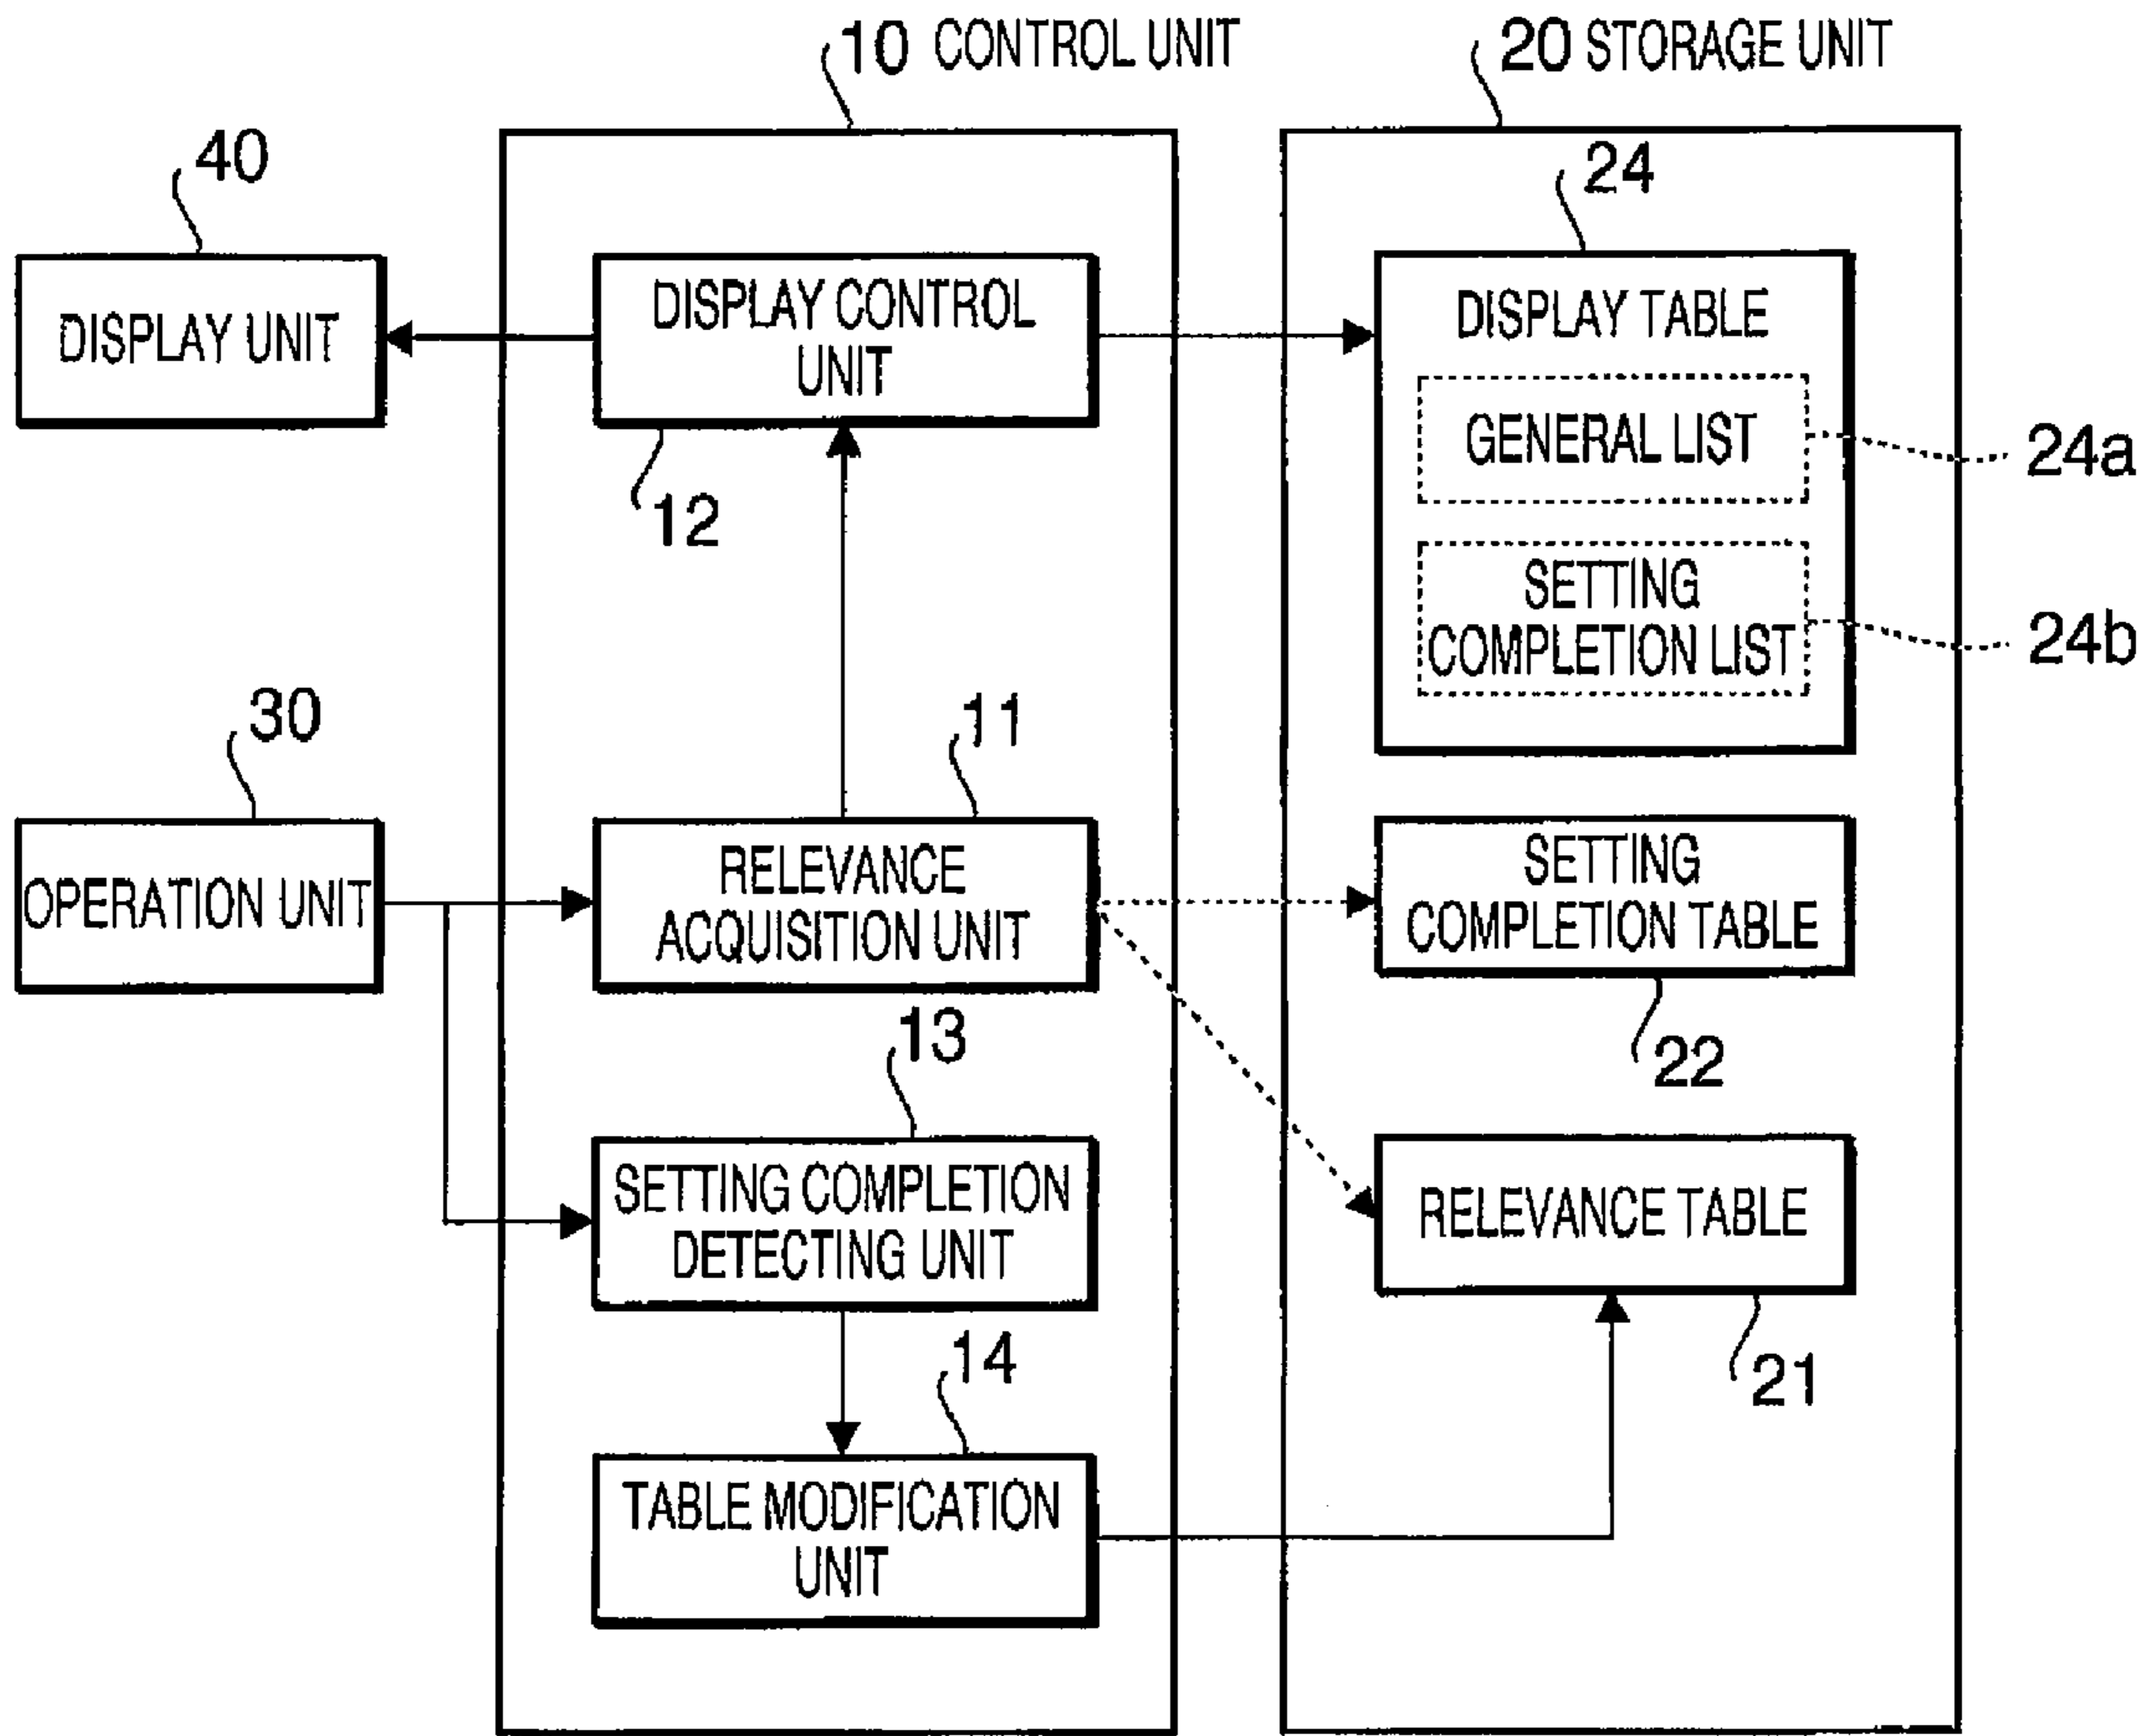 10 CONTROL UNIT
20 STORAGE UNIT
40
24
DISPLAY UNIT
DISPLAY CONTROL
UNIT
12
DISPLAY TABLE
GENERAL LIST
24a
SETTING
COMPLETION LIST
24b
30
11
OPERATION UNIT
RELEVANCE
ACQUISITION UNIT
SETTING
COMPLETION TABLE
22
13
SETTING COMPLETION
DETECTING UNIT
RELEVANCE TABLE
21
14
TABLE MODIFICATION
UNIT